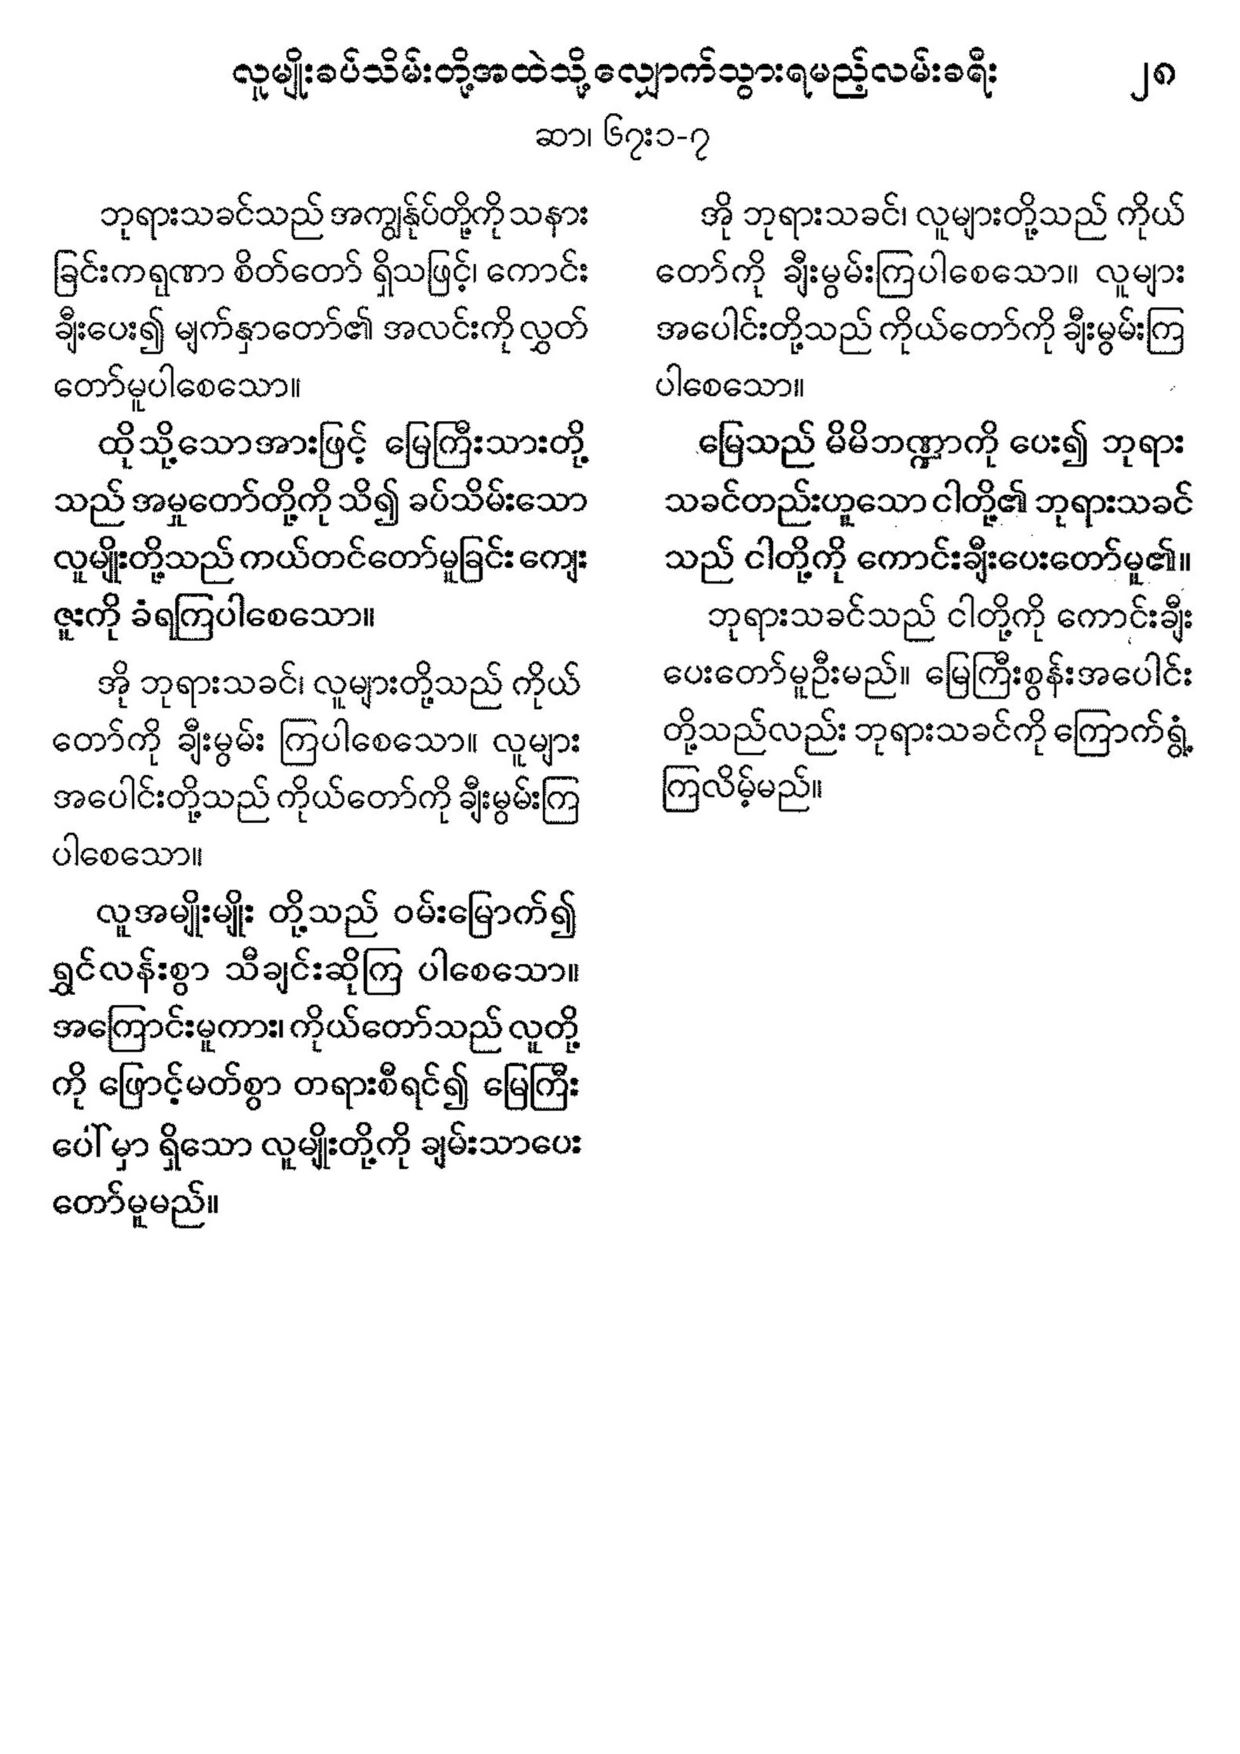 လူမျိုးခပ်သိမ်းတို့အထဲသို့ လျှောက်သွားရမည့်လမ်းခရီး ၂၈
ဆာ၊ ၆၇း၁-၇
ဘုရားသခင်သည် အကျွန်ုပ်တို့ကို သနား
ခြင်းကရုဏာ စိတ်တော် ရှိသဖြင့်၊ ကောင်း
ချီးပေး၍ မျက်နှာတော်၏ အလင်းကို လွှတ်
တော်မူပါစေသော။
ထိုသို့သောအားဖြင့် မြေကြီးသားတို့
သည် အမှုတော်တို့ကို သိ၍ ခပ်သိမ်းသော
လူမျိုးတို့သည် ကယ်တင်တော်မူခြင်း ကျေး
ဇူးကို ခံရကြပါစေသော။
အို ဘုရားသခင်၊ လူများတို့သည် ကိုယ်
တော်ကို ချီးမွမ်း ကြပါစေသော။ လူများ
အပေါင်းတို့သည် ကိုယ်တော်ကို ချီးမွမ်းကြ
ပါစေသော။
လူအမျိုးမျိုး တို့သည် ဝမ်းမြောက်၍
ရွှင်လန်းစွာ သီချင်းဆိုကြ ပါစေသော။
အကြောင်းမူကား၊ ကိုယ်တော်သည် လူတို့
ကို ဖြောင့်မတ်စွာ တရားစီရင်၍ မြေကြီး
ပေါ်မှာ ရှိသော လူမျိုးတို့ကို ချမ်းသာပေး
တော်မူမည်။
အို ဘုရားသခင်၊ လူများတို့သည် ကိုယ်
တော်ကို ချီးမွမ်းကြပါစေသော။ လူများ
အပေါင်းတို့သည် ကိုယ်တော်ကို ချီးမွမ်းကြ
ပါစေသော။
မြေသည် မိမိဘဏ္ဍာကို ပေး၍ ဘုရား
သခင်တည်းဟူသော ငါတို့၏ ဘုရားသခင်
သည် ငါတို့ကို ကောင်းချီးပေးတော်မူ၏။
ဘုရားသခင်သည် ငါတို့ကို ကောင်းချီး
ပေးတော်မူဦးမည်။ မြေကြီးစွန်းအပေါင်း
တို့သည်လည်း ဘုရားသခင်ကို ကြောက်ရွံ့
ကြလိမ့်မည်။